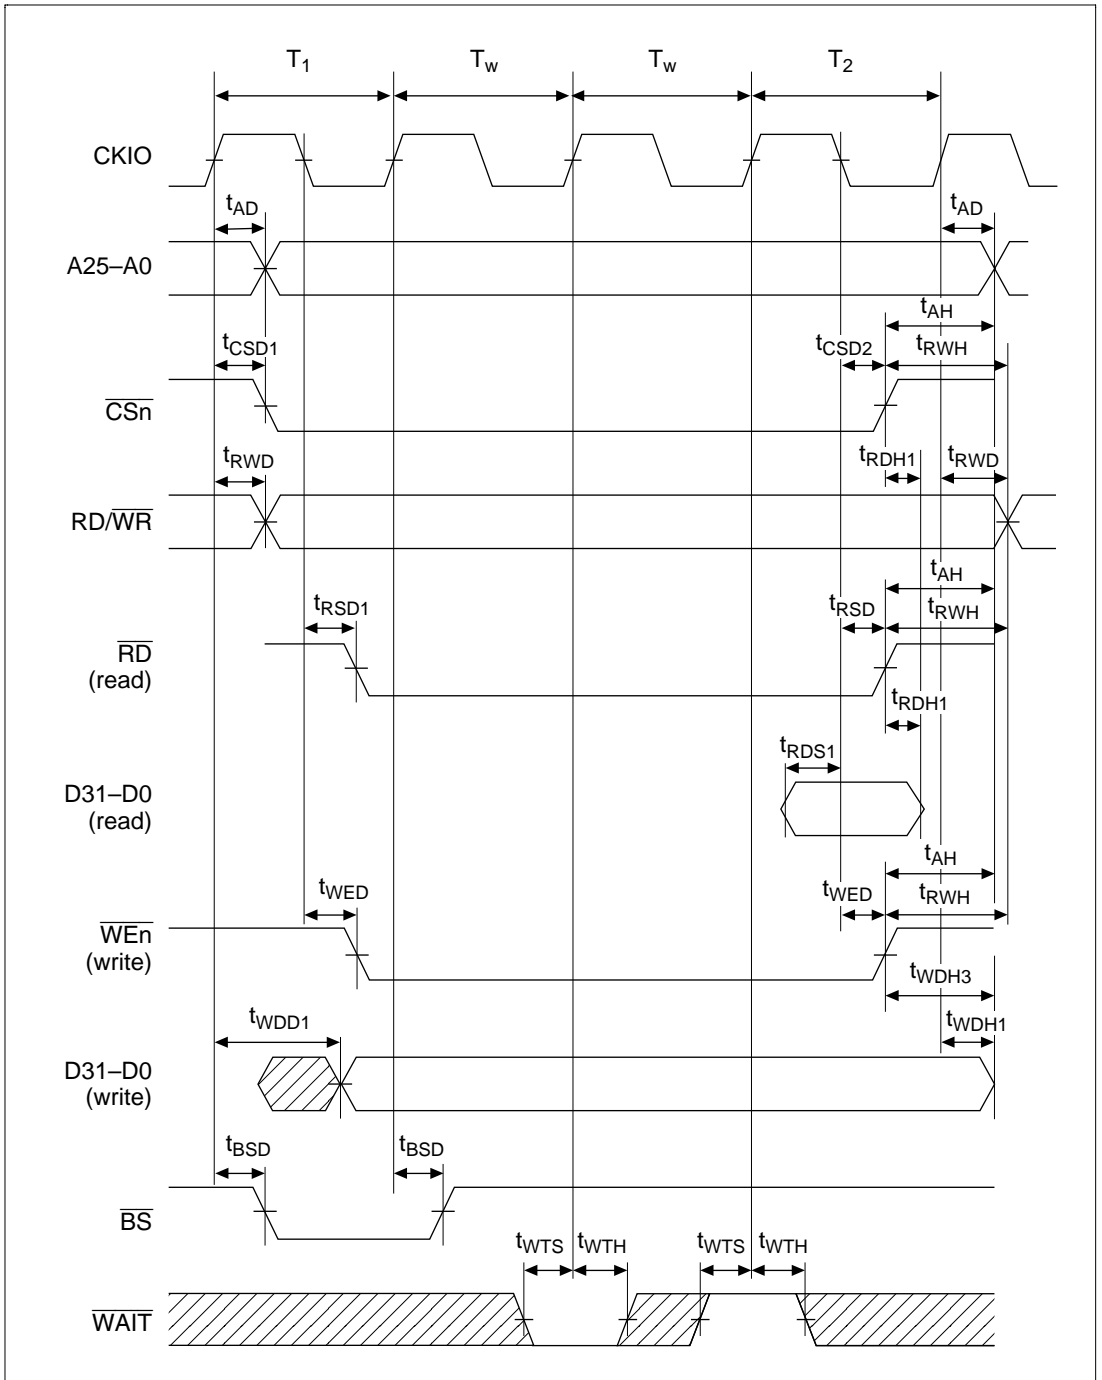 T1 Tw Tw T2
CKIO
tAD tAD
A25–A0
tAH
tCSD1 tCSD2 tRWH
CSn
tRWD tRDH1 tRWD
RD/WR
tAH
tRSD1 tRSD tRWH
RD
(read)
tRDH1
tRDS1
D31–D0
(read)
tAH
tWED tWED tRWH
WEn
(write)
tWDH3
tWDD1 tWDH1
D31–D0
(write)
tBSD tBSD
BS
tWTS tWTH tWTS tWTH
WAIT